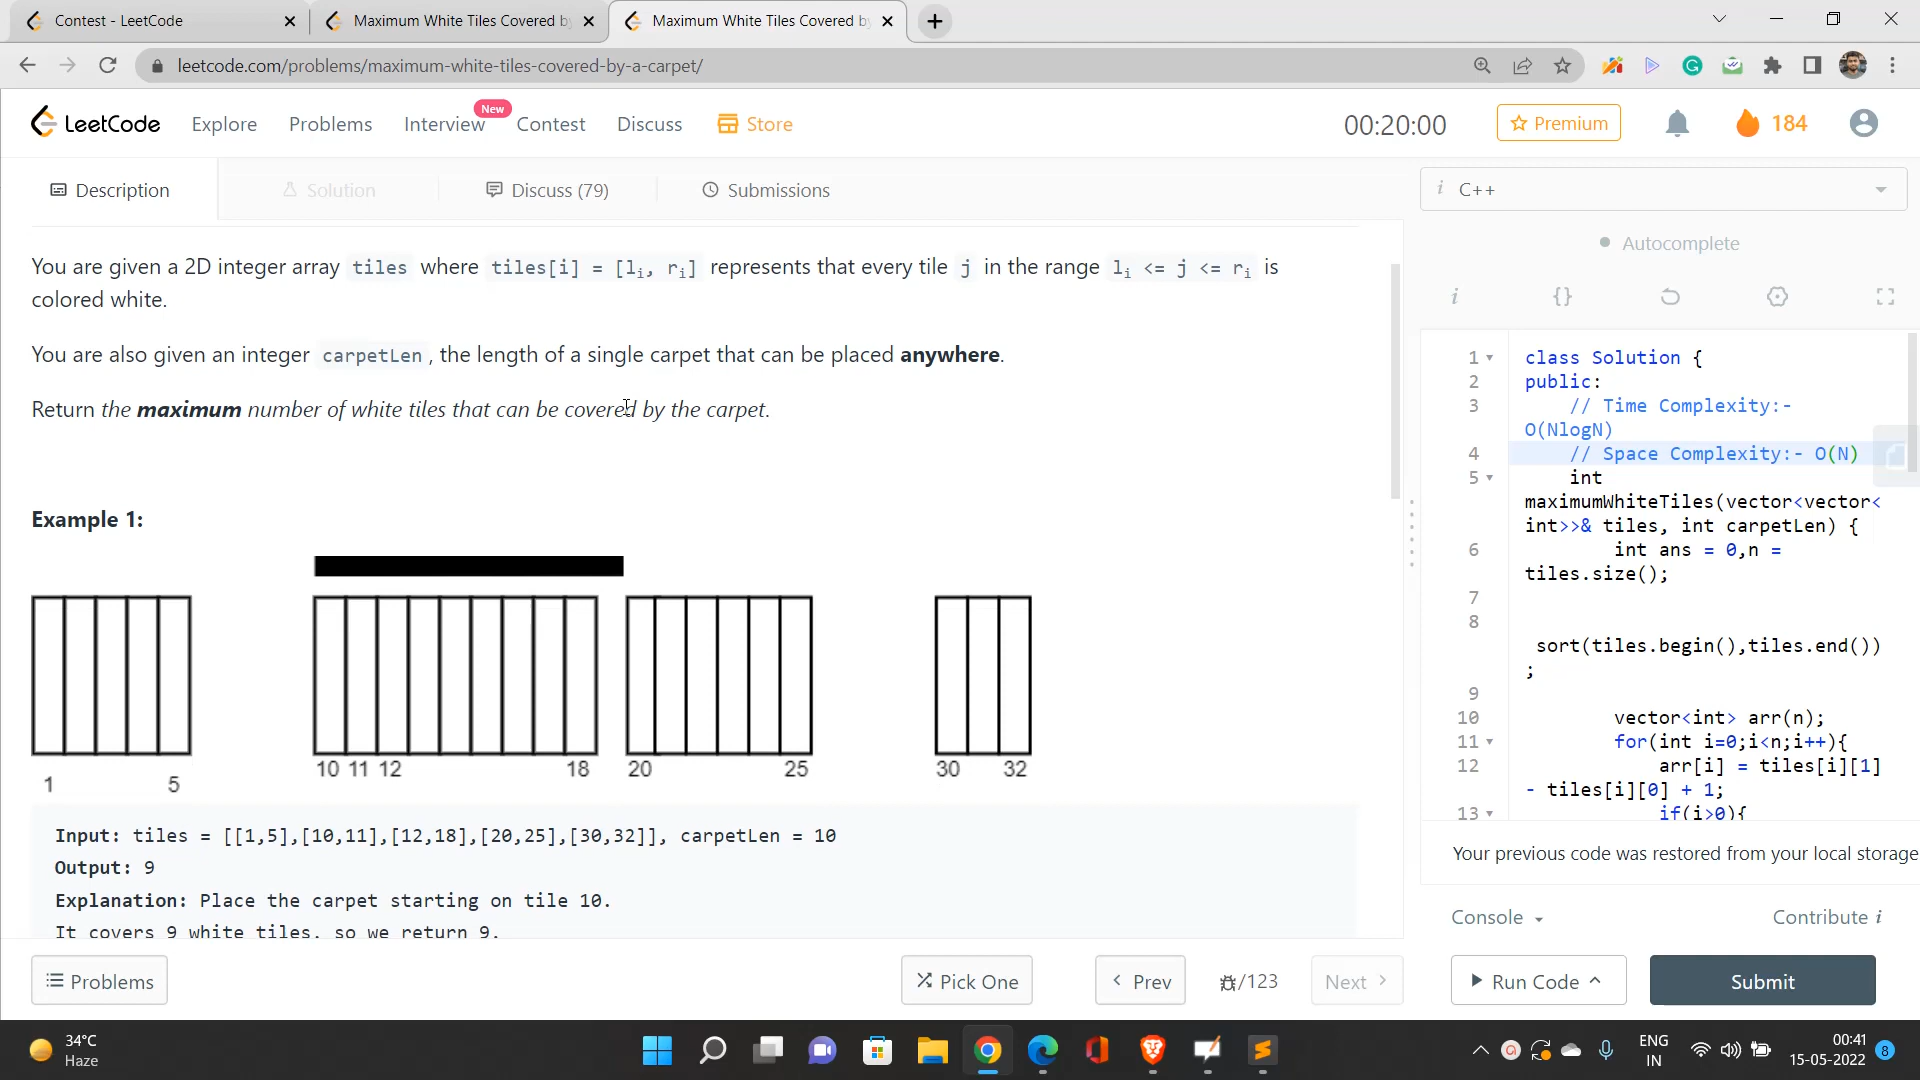 Contest - LeetCode
Maximum White Tiles Covered b
Maximum White Tiles Covered b
leetcode.com/problems/maximum-white-tiles-covered-by-a-carpet/
LeetCode
Explore
Problems
Interview
New
Contest
Discuss
Store
00:20:00
Premium
184
Description
Solution
Discuss (79)
Submissions
i C++
Autocomplete
You are given a 2D integer array tiles where tiles[i] = [li, ri] represents that every tile j in the range li <= j <= ri is
colored white.
You are also given an integer carpetLen, the length of a single carpet that can be placed anywhere.
Return the maximum number of white tiles that can be covered by the carpet.
Example 1:
1 5 10 11 12 18 20 25 30 32
Input: tiles = [[1,5],[10,11],[12,18],[20,25],[30,32]], carpetLen = 10
Output: 9
Explanation: Place the carpet starting on tile 10.
It covers 9 white tiles, so we return 9.
i {}
1 class Solution {
2 public:
3 // Time Complexity:-
O(NlogN)
4 // Space Complexity:- O(N)
5 int
maximumWhiteTiles(vector<vector<
int>>& tiles, int carpetLen) {
6 int ans = 0,n =
tiles.size();
7
8
sort(tiles.begin(),tiles.end())
;
9
10 vector<int> arr(n);
11 for(int i=0;i<n;i++){
12 arr[i] = tiles[i][1]
- tiles[i][0] + 1;
13 if(i>0){
Your previous code was restored from your local storage
Console
Contribute i
Problems
Pick One
Prev
/123
Next
Run Code
Submit
34°C
Haze
ENG
IN
00:41
15-05-2022
8